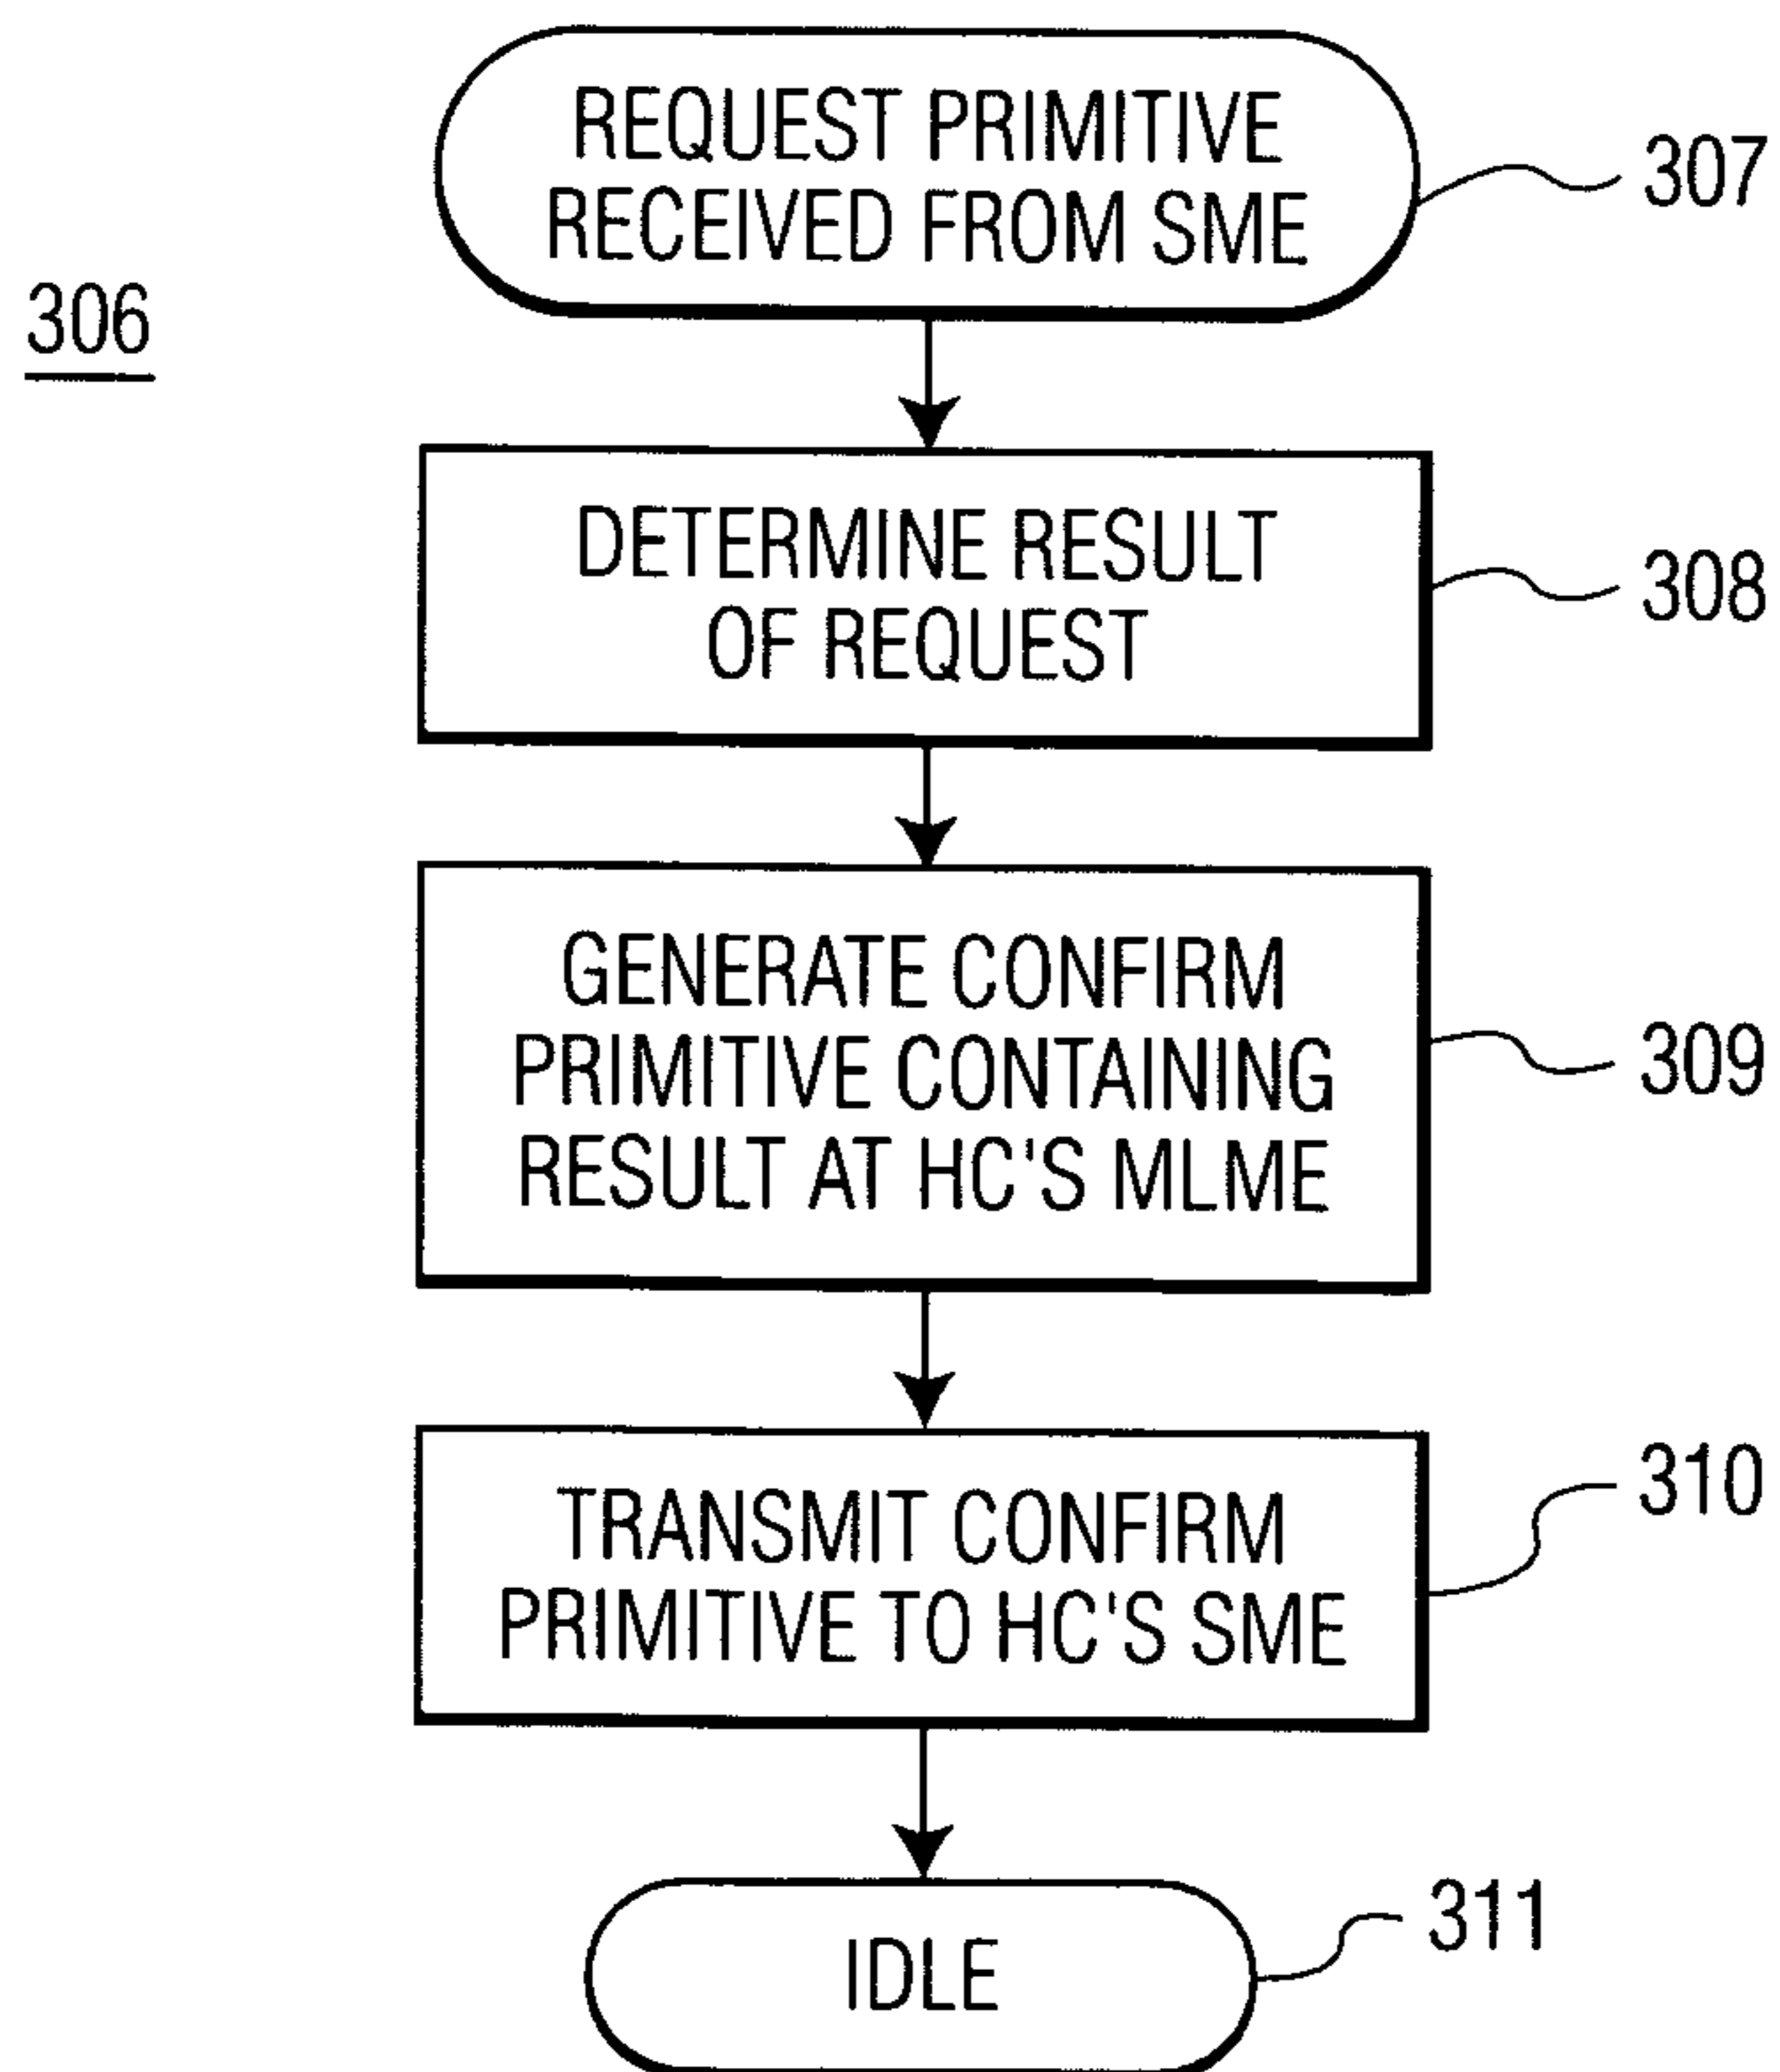 REQUEST PRIMITIVE
RECEIVED FROM SME
307
306
DETERMINE RESULT
OF REQUEST
308
GENERATE CONFIRM
PRIMITIVE CONTAINING
RESULT AT HC'S MLME
309
TRANSMIT CONFIRM
PRIMITIVE TO HC'S SME
310
IDLE
311